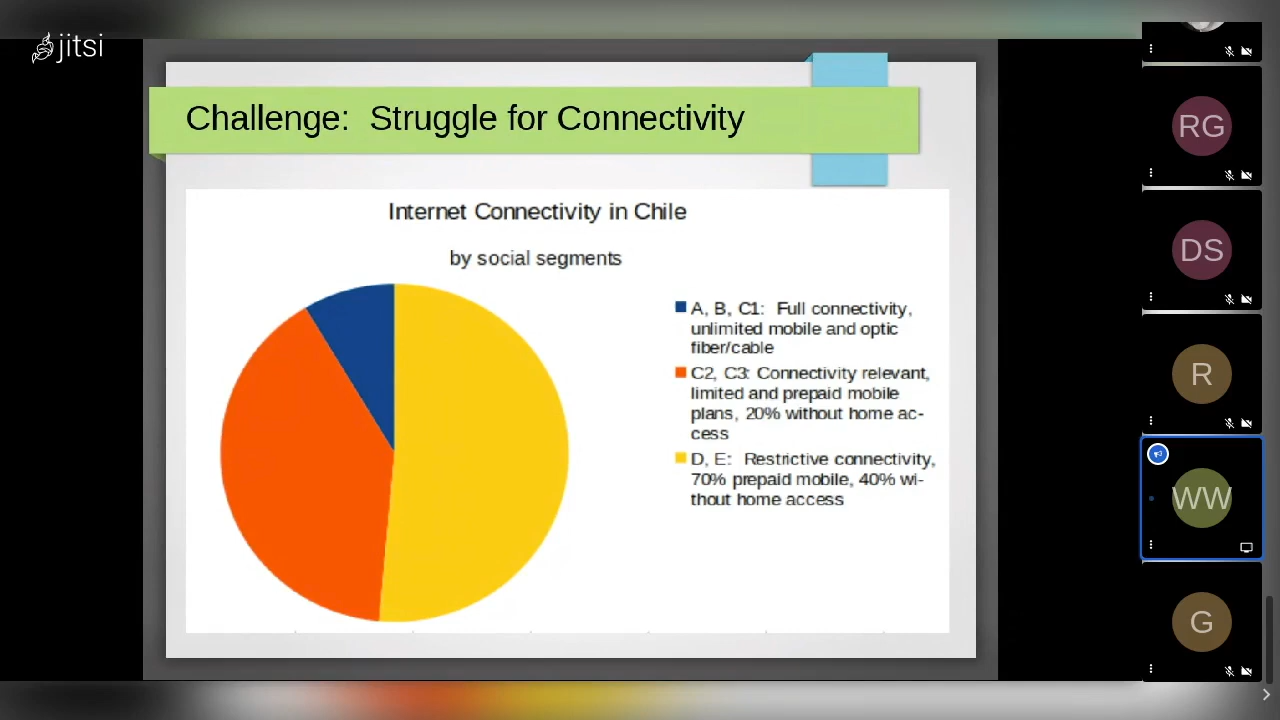 jitsi
Challenge:  Struggle for Connectivity
Internet Connectivity in Chile
by social segments
A, B, C1:  Full connectivity,
unlimited mobile and optic
fiber/cable
C2, C3: Connectivity relevant,
limited and prepaid mobile
plans, 20% without home ac-
cess
D, E:  Restrictive connectivity,
70% prepaid mobile, 40% wi-
thout home access
RG
DS
R
WW
G